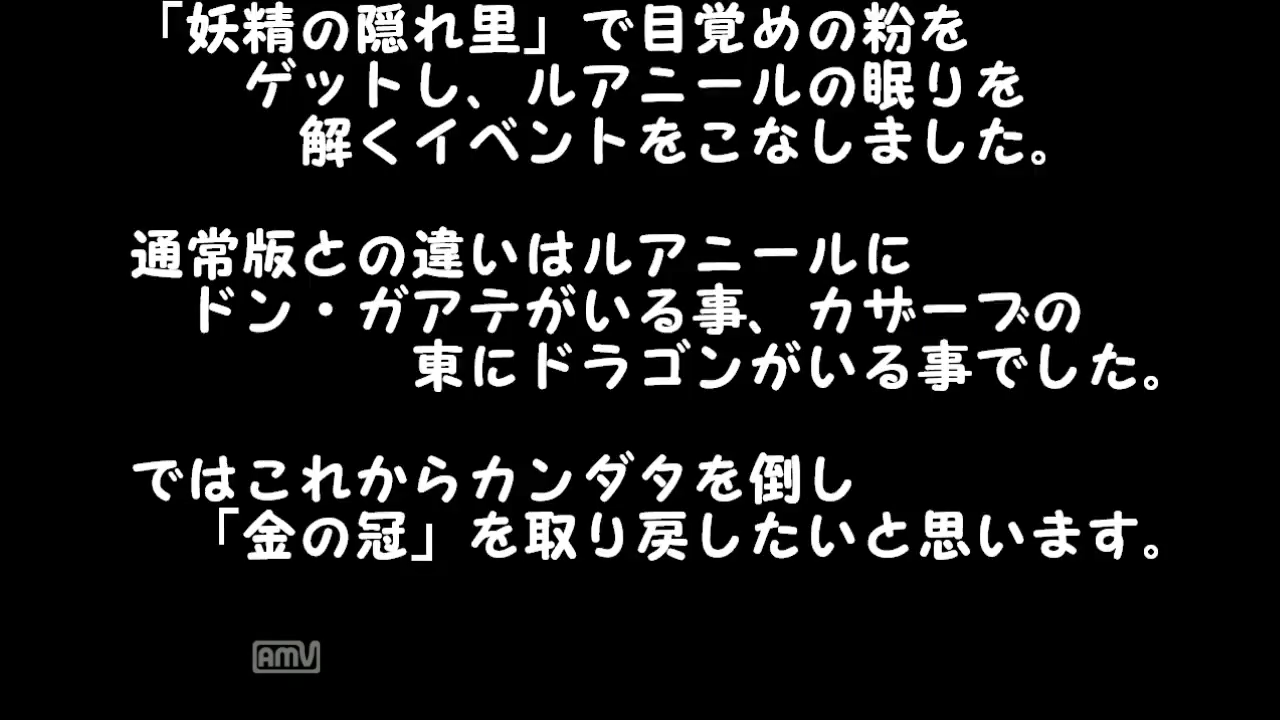 「妖精の隠れ里」で目覚めの粉を
ゲットし、ルアニールの眠りを
解くイベントをこなしました。
通常版との違いはルアニールに
ドン・ガアテがいる事、カザーブの
東にドラゴンがいる事でした。
ではこれからカンダタを倒し
「金の冠」を取り戻したいと思います。
AMV